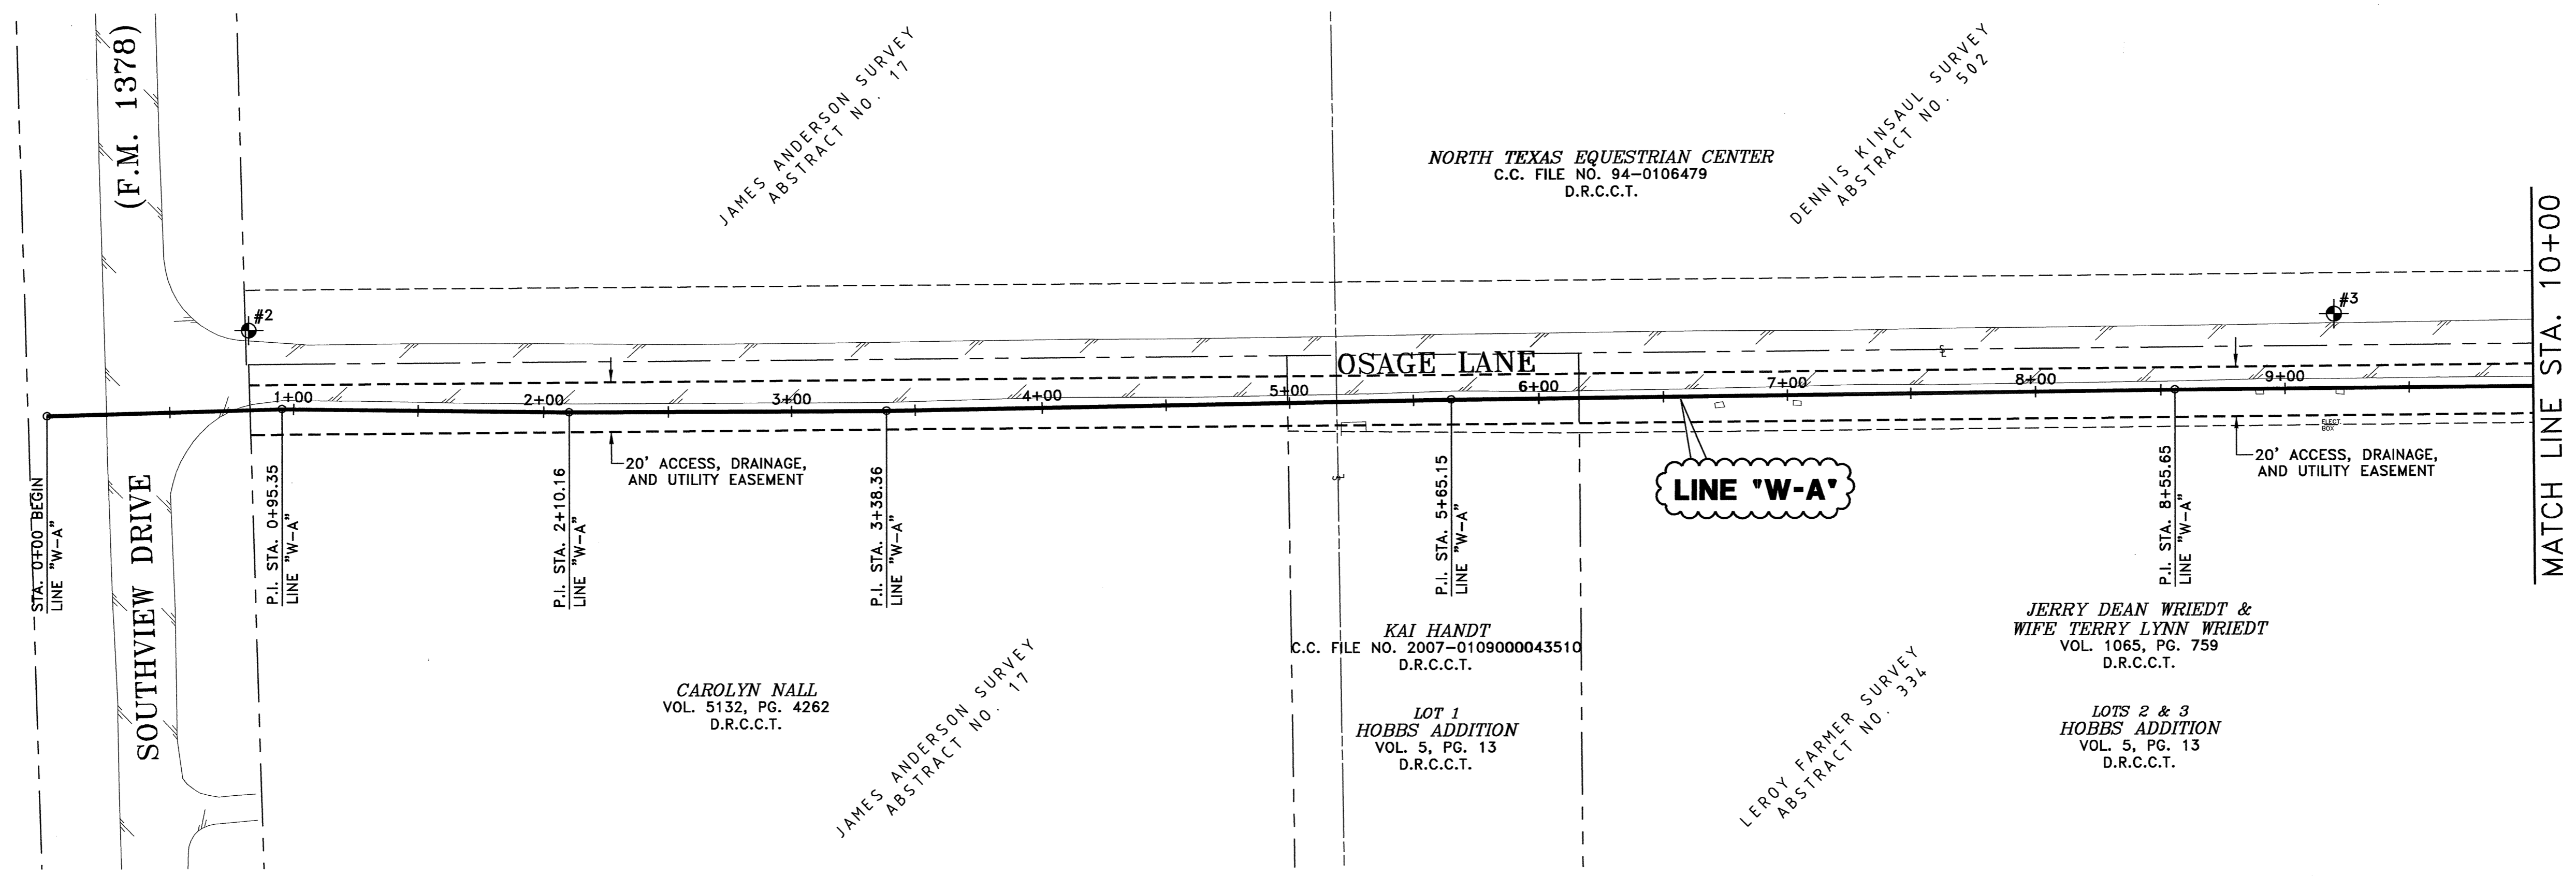 (F.M. 1378)
SOUTHVIEW DRIVE
JAMES ANDERSON SURVEY
ABSTRACT NO. 17
NORTH TEXAS EQUESTRIAN CENTER
C.C. FILE NO. 94-0106479
D.R.C.C.T.
DENNIS KINSAUL SURVEY
ABSTRACT NO. 502
MATCH LINE STA. 10+00
#2
#3
OSAGE LANE
1+00
2+00
3+00
4+00
5+00
6+00
7+00
8+00
9+00
STA. 0+00 BEGIN
LINE "W-A"
P.I. STA. 0+95.35
LINE "W-A"
P.I. STA. 2+10.16
LINE "W-A"
20' ACCESS, DRAINAGE,
AND UTILITY EASEMENT
P.I. STA. 3+38.36
LINE "W-A"
P.I. STA. 5+65.15
LINE "W-A"
LINE "W-A"
P.I. STA. 8+55.65
LINE "W-A"
ELECT.
BOX
20' ACCESS, DRAINAGE,
AND UTILITY EASEMENT
CAROLYN NALL
VOL. 5132, PG. 4262
D.R.C.C.T.
JAMES ANDERSON SURVEY
ABSTRACT NO. 17
KAI HANDT
C.C. FILE NO. 2007-0109000043510
D.R.C.C.T.
LOT 1
HOBBS ADDITION
VOL. 5, PG. 13
D.R.C.C.T.
LEROY FARMER SURVEY
ABSTRACT NO. 334
JERRY DEAN WRIEDT &
WIFE TERRY LYNN WRIEDT
VOL. 1065, PG. 759
D.R.C.C.T.
LOTS 2 & 3
HOBBS ADDITION
VOL. 5, PG. 13
D.R.C.C.T.